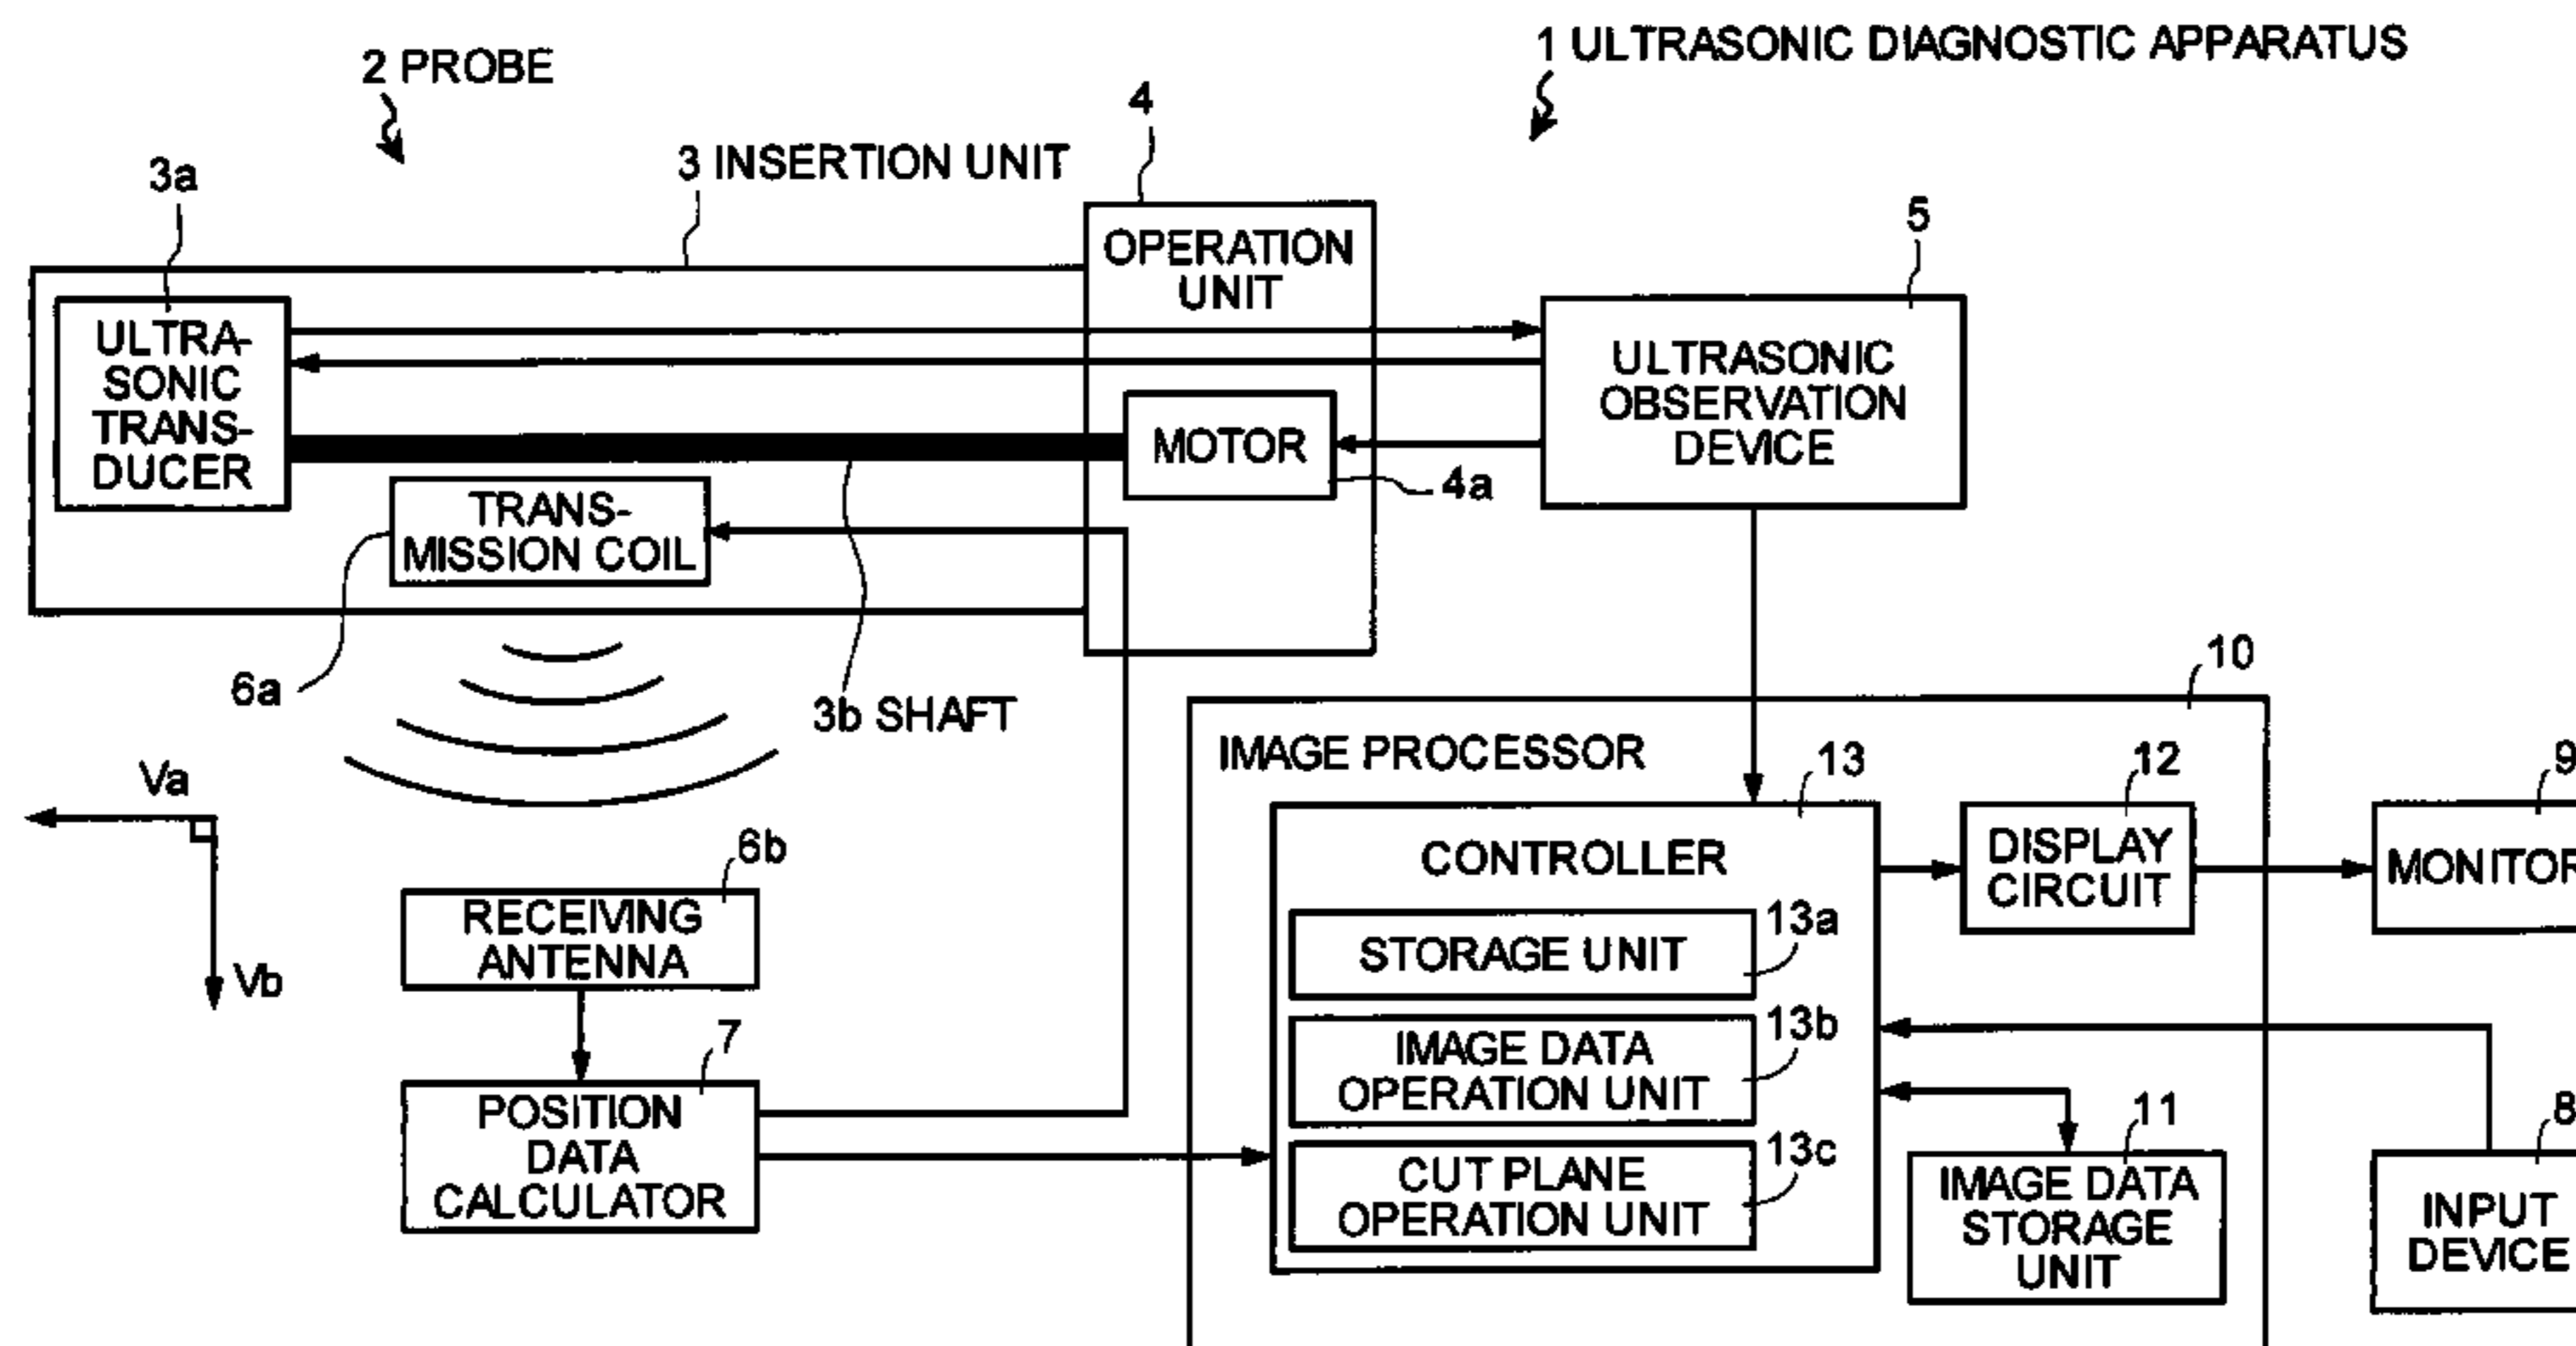 1 ULTRASONIC DIAGNOSTIC APPARATUS
2 PROBE
4
3 INSERTION UNIT
3a
5
OPERATION
UNIT
ULTRA-
SONIC
TRANS-
DUCER
ULTRASONIC
OBSERVATION
DEVICE
MOTOR
4a
TRANS-
MISSION COIL
6a
3b SHAFT
10
IMAGE PROCESSOR
13
12
9
Va
Vb
6b
RECEIVING
ANTENNA
CONTROLLER
DISPLAY
CIRCUIT
MONITOR
13a
STORAGE UNIT
13b
IMAGE DATA
OPERATION UNIT
13c
CUT PLANE
OPERATION UNIT
7
POSITION
DATA
CALCULATOR
11
IMAGE DATA
STORAGE
UNIT
8
INPUT
DEVICE